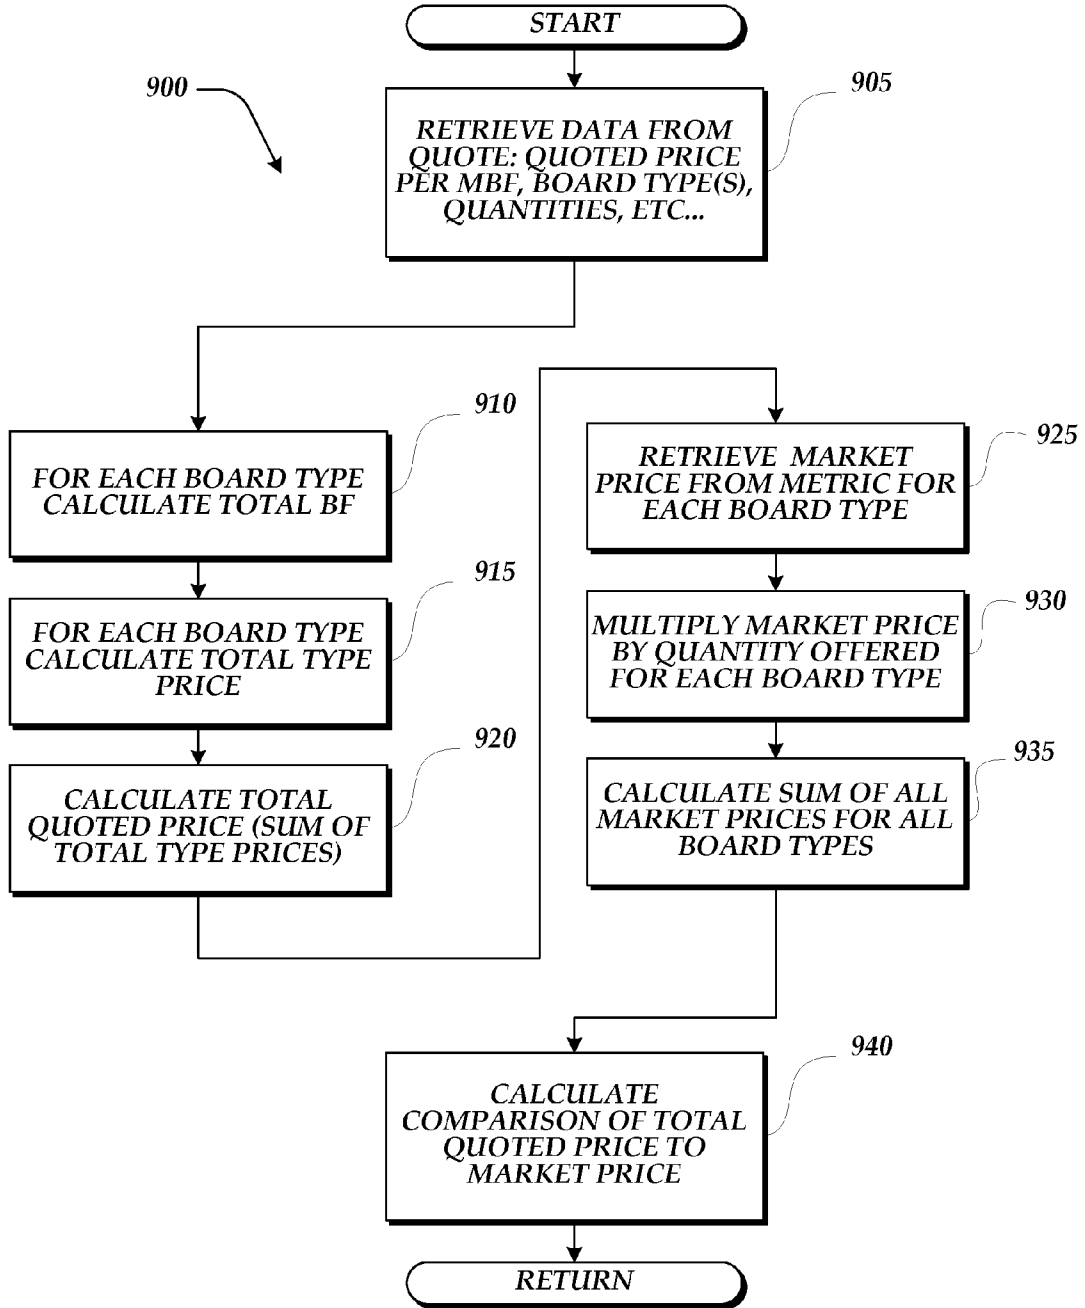 START
900
905
RETRIEVE DATA FROM
QUOTE: QUOTED PRICE
PER MBF, BOARD TYPE(S),
QUANTITIES, ETC...
910
FOR EACH BOARD TYPE
CALCULATE TOTAL BF
915
FOR EACH BOARD TYPE
CALCULATE TOTAL TYPE
PRICE
920
CALCULATE TOTAL
QUOTED PRICE (SUM OF
TOTAL TYPE PRICES)
925
RETRIEVE MARKET
PRICE FROM METRIC FOR
EACH BOARD TYPE
930
MULTIPLY MARKET PRICE
BY QUANTITY OFFERED
FOR EACH BOARD TYPE
935
CALCULATE SUM OF ALL
MARKET PRICES FOR ALL
BOARD TYPES
940
CALCULATE
COMPARISON OF TOTAL
QUOTED PRICE TO
MARKET PRICE
RETURN